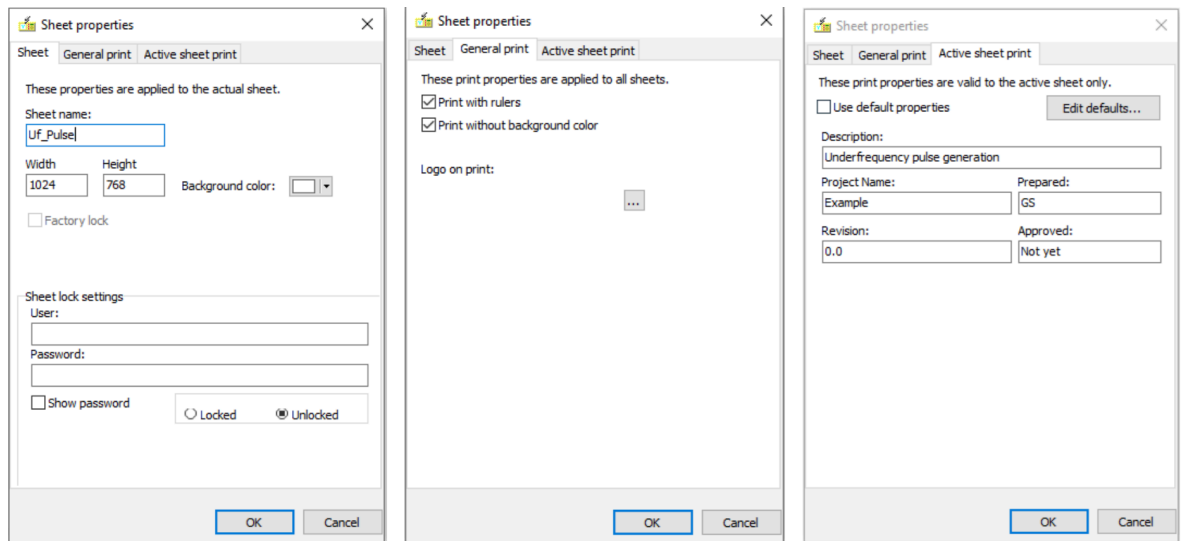 Sheet properties
Sheet General print Active sheet print
These properties are applied to the actual sheet.
Sheet name:
Uf_Pulse
Width Height
1024 768 Background color:
Factory lock
Sheet lock settings
User:
Password:
Show password
Locked Unlocked
OK Cancel
Sheet properties
Sheet General print Active sheet print
These print properties are applied to all sheets.
Print with rulers
Print without background color
Logo on print:
...
OK Cancel
Sheet properties
Sheet General print Active sheet print
These print properties are valid to the active sheet only.
Use default properties Edit defaults...
Description:
Underfrequency pulse generation
Project Name: Prepared:
Example GS
Revision: Approved:
0.0 Not yet
OK Cancel